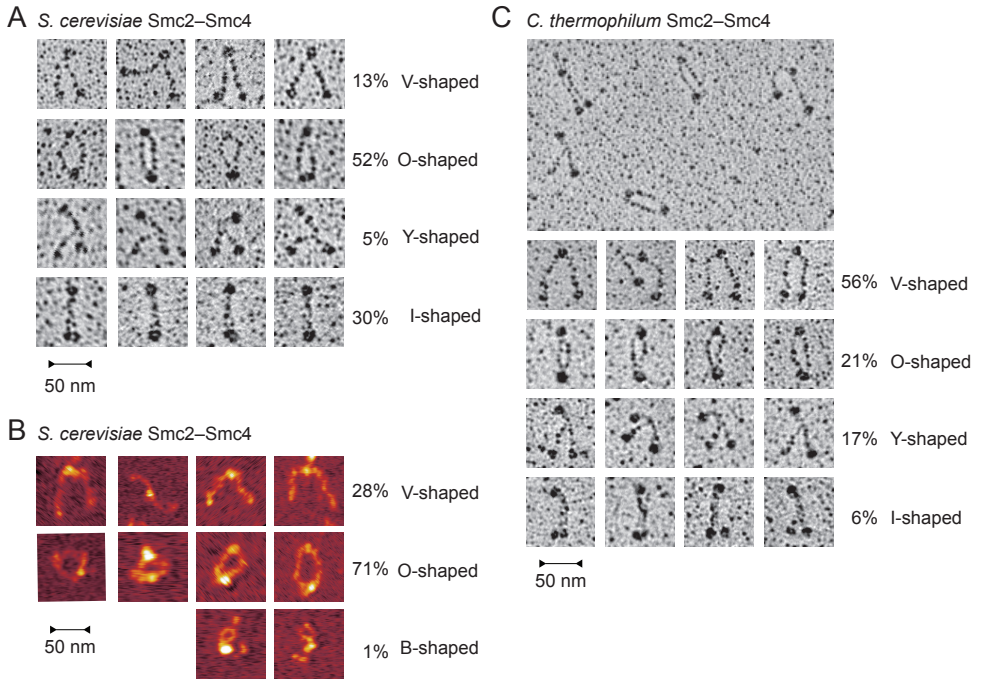 A S. cerevisiae Smc2–Smc4
13% V-shaped
52% O-shaped
5% Y-shaped
30% I-shaped
50 nm
B S. cerevisiae Smc2–Smc4
28% V-shaped
71% O-shaped
1% B-shaped
50 nm
C C. thermophilum Smc2–Smc4
56% V-shaped
21% O-shaped
17% Y-shaped
6% I-shaped
50 nm